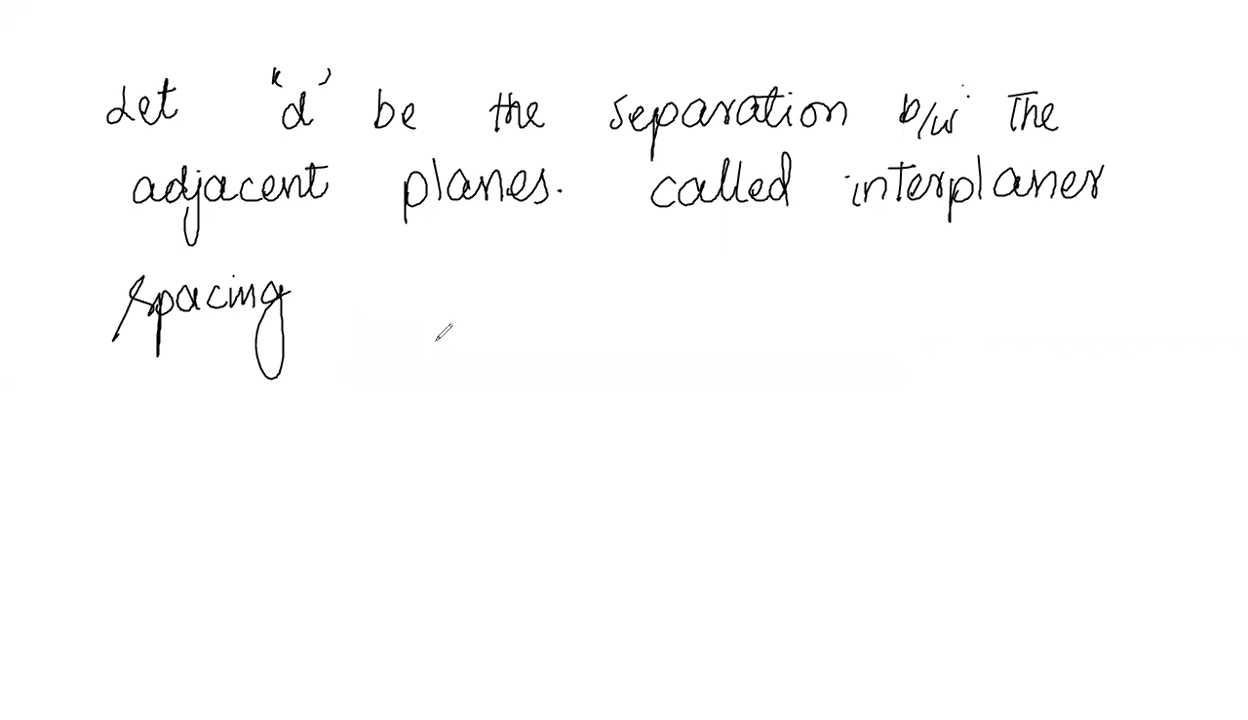 Let "d' be the separation b/w The
adjacent planes. called interplaner
spacing